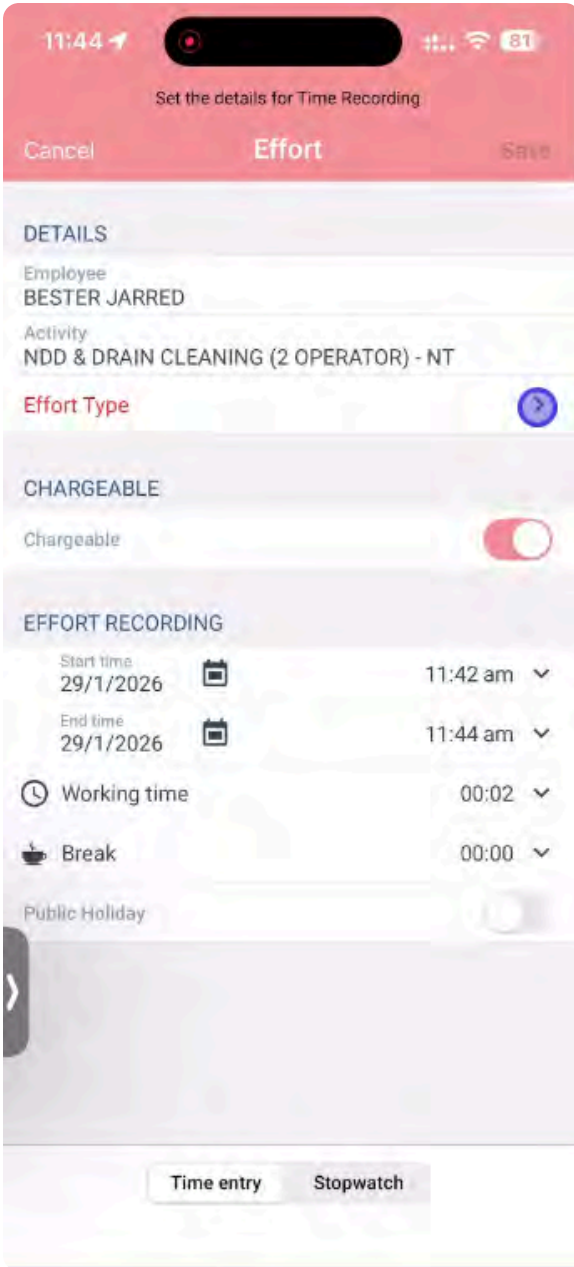 11:44
81
Set the details for Time Recording
Cancel Effort Save
DETAILS
Employee
BESTER JARRED
Activity
NDD & DRAIN CLEANING (2 OPERATOR) - NT
Effort Type
CHARGEABLE
Chargeable
EFFORT RECORDING
Start time
29/1/2026 11:42 am
End time
29/1/2026 11:44 am
Working time 00:02
Break 00:00
Public Holiday
Time entry Stopwatch